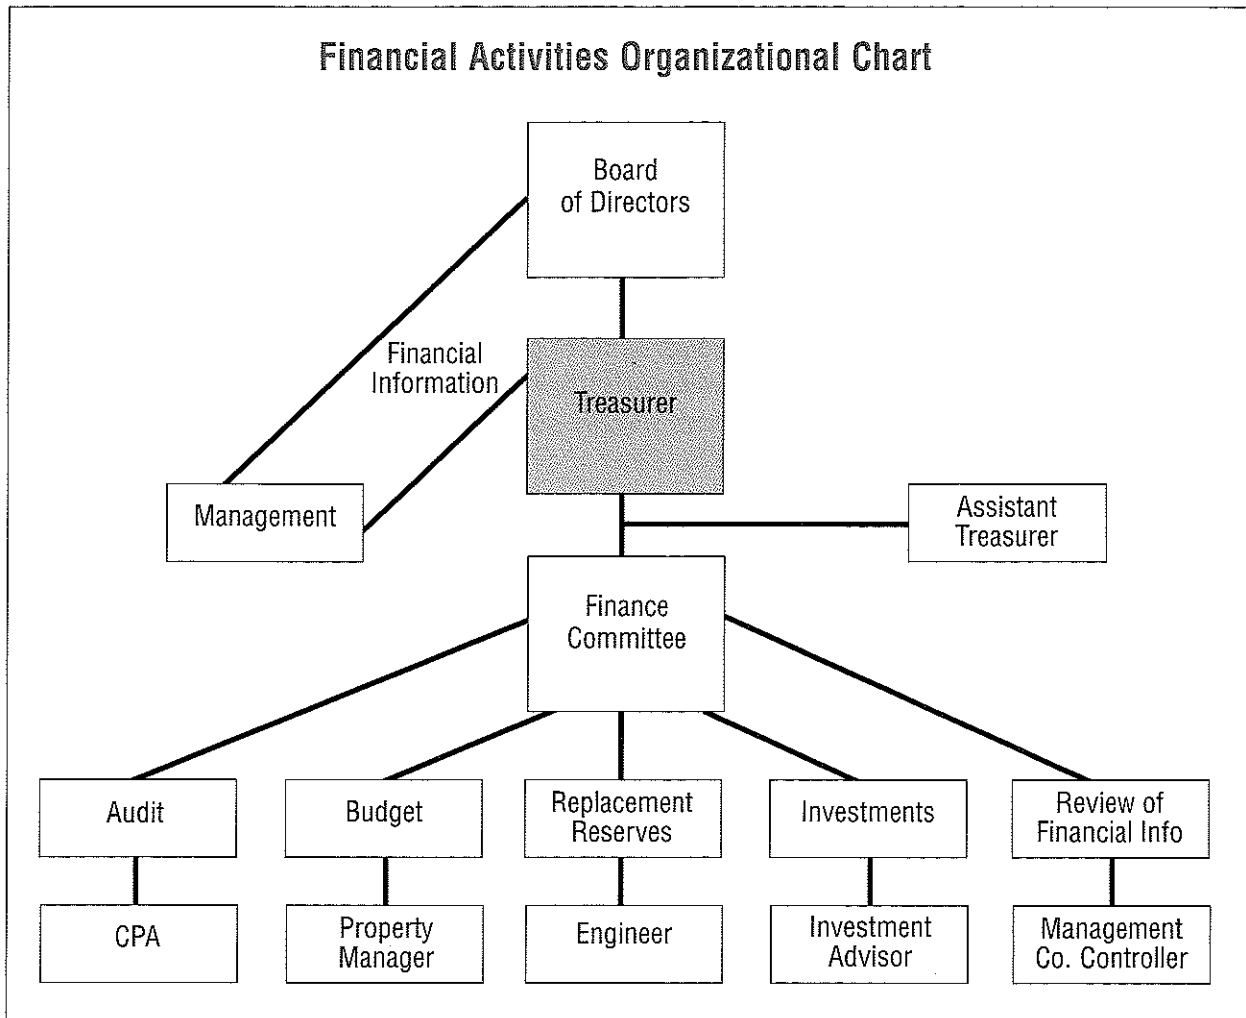 Financial Activities Organizational Chart
Board
of Directors
Financial
Information
Treasurer
Management
Assistant
Treasurer
Finance
Committee
Audit
Budget
Replacement
Reserves
Investments
Review of
Financial Info
CPA
Property
Manager
Engineer
Investment
Advisor
Management
Co. Controller